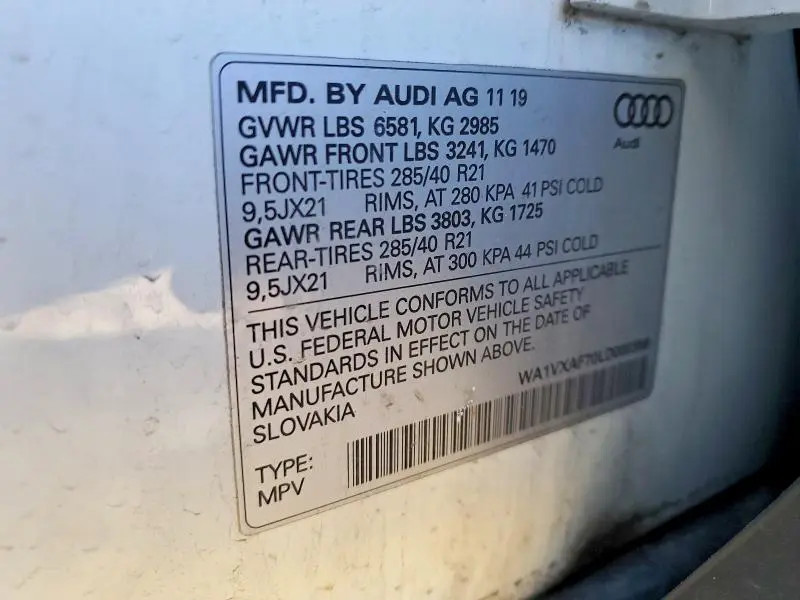 MFD. BY AUDI AG 11 19
GVWR LBS 6581, KG 2985
GAWR FRONT LBS 3241, KG 1470
FRONT-TIRES 285/40 R21
9,5JX21 RIMS, AT 280 KPA 41 PSI COLD
GAWR REAR LBS 3803, KG 1725
REAR-TIRES 285/40 R21
9,5JX21 RIMS, AT 300 KPA 44 PSI COLD
Audi
THIS VEHICLE CONFORMS TO ALL APPLICABLE
U.S. FEDERAL MOTOR VEHICLE SAFETY
STANDARDS IN EFFECT ON THE DATE OF
MANUFACTURE SHOWN ABOVE.
SLOVAKIA
TYPE:
MPV